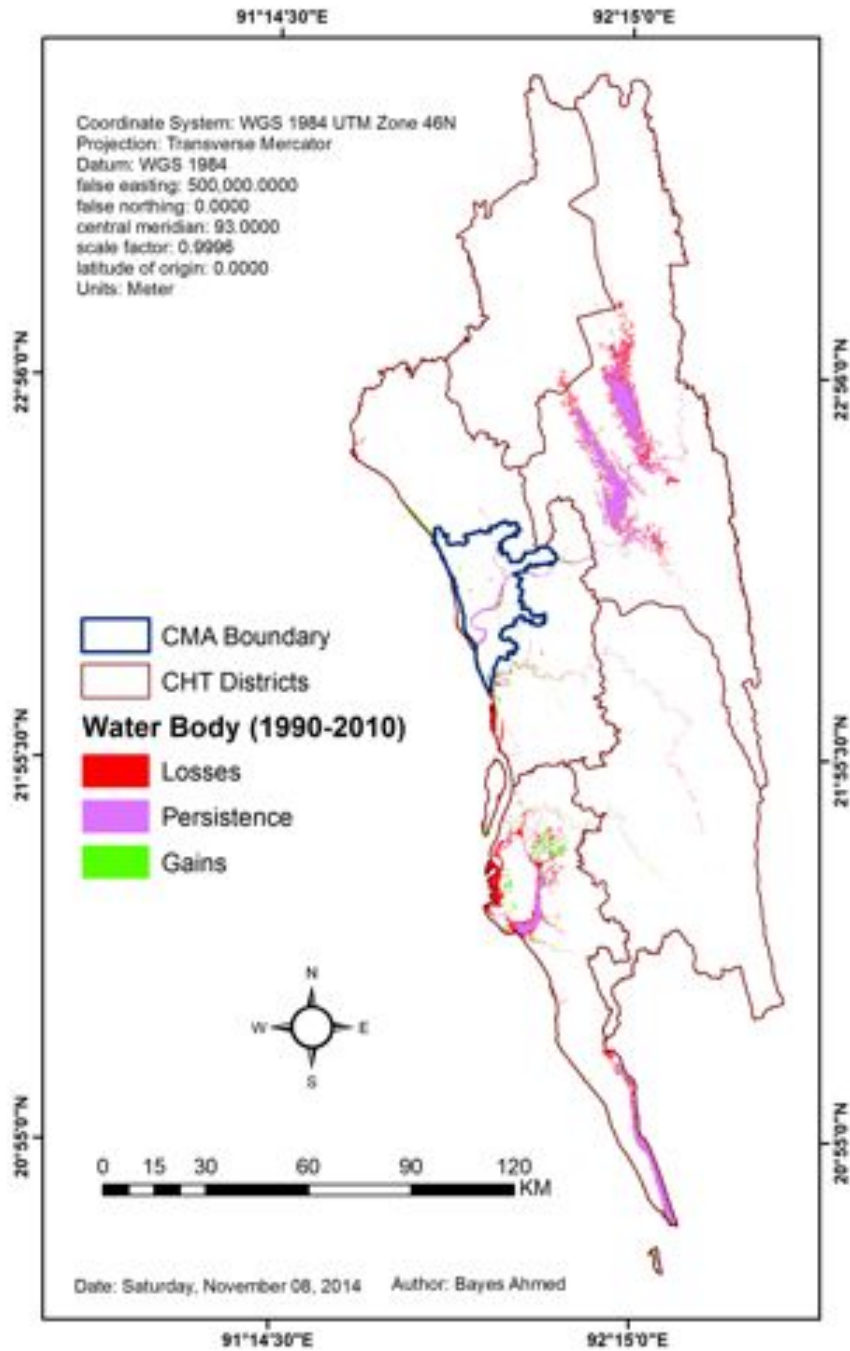 91°14'30"E 92°15'0"E
Coordinate System: WGS 1984 UTM Zone 46N
Projection: Transverse Mercator
Datum: WGS 1984
false easting: 500,000.0000
false northing: 0.0000
central meridian: 93.0000
scale factor: 0.9996
latitude of origin: 0.0000
Units: Meter
22°56'0"N 22°56'0"N
CMA Boundary
CHT Districts
Water Body (1990-2010)
21°55'30"N 21°55'30"N
Losses
Persistence
Gains
N
W E
S
20°55'0"N 20°55'0"N
0 15 30 60 90 120
KM
Date: Saturday, November 08, 2014 Author: Bayes Ahmed
91°14'30"E 92°15'0"E